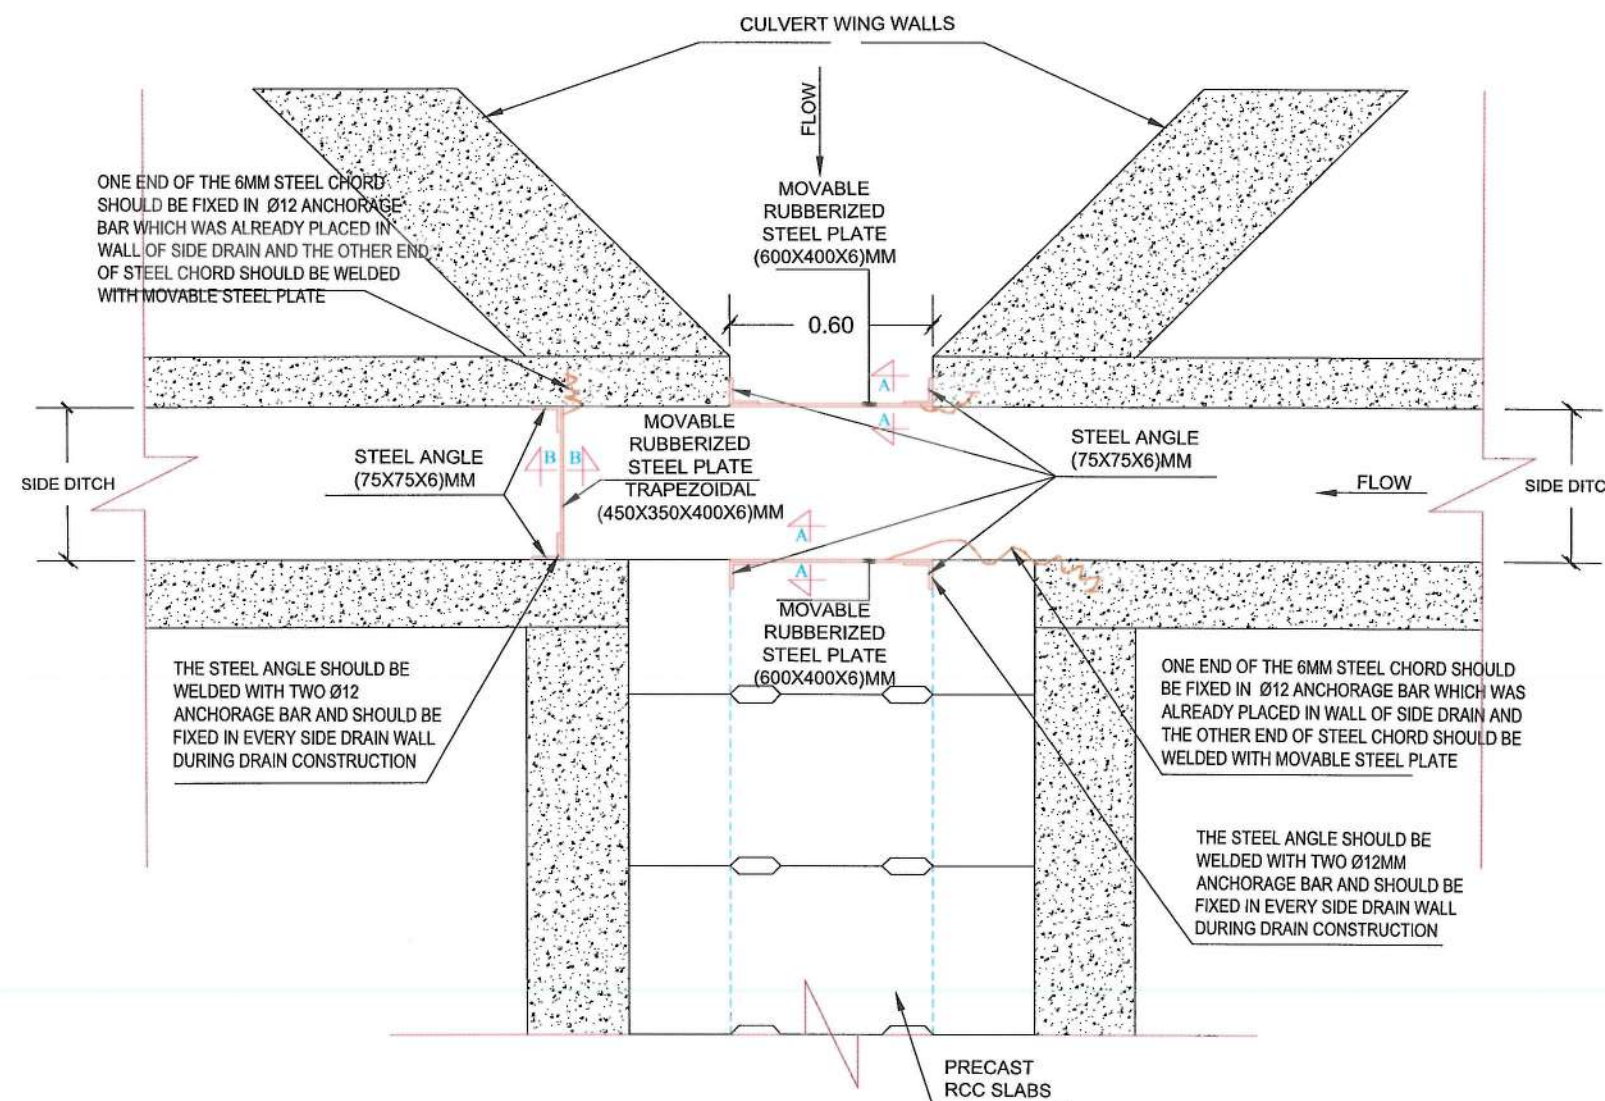 CULVERT WING WALLS
FLOW
ONE END OF THE 6MM STEEL CHORD
SHOULD BE FIXED IN Ø12 ANCHORAGE
BAR WHICH WAS ALREADY PLACED IN
WALL OF SIDE DRAIN AND THE OTHER END
OF STEEL CHORD SHOULD BE WELDED
WITH MOVABLE STEEL PLATE
MOVABLE
RUBBERIZED
STEEL PLATE
(600X400X6)MM
0.60
A
A
SIDE DITCH
STEEL ANGLE
(75X75X6)MM
B B
MOVABLE
RUBBERIZED
STEEL PLATE
TRAPEZOIDAL
(450X350X400X6)MM
STEEL ANGLE
(75X75X6)MM
FLOW
SIDE DITC
A
A
MOVABLE
RUBBERIZED
STEEL PLATE
(600X400X6)MM
THE STEEL ANGLE SHOULD BE
WELDED WITH TWO Ø12
ANCHORAGE BAR AND SHOULD BE
FIXED IN EVERY SIDE DRAIN WALL
DURING DRAIN CONSTRUCTION
ONE END OF THE 6MM STEEL CHORD SHOULD
BE FIXED IN Ø12 ANCHORAGE BAR WHICH WAS
ALREADY PLACED IN WALL OF SIDE DRAIN AND
THE OTHER END OF STEEL CHORD SHOULD BE
WELDED WITH MOVABLE STEEL PLATE
THE STEEL ANGLE SHOULD BE
WELDED WITH TWO Ø12MM
ANCHORAGE BAR AND SHOULD BE
FIXED IN EVERY SIDE DRAIN WALL
DURING DRAIN CONSTRUCTION
PRECAST
RCC SLABS